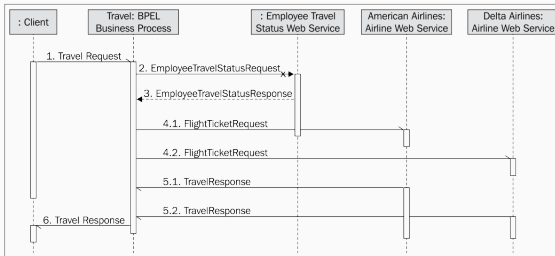 : Client
Travel: BPEL
Business Process
: Employee Travel
Status Web Service
American Airlines:
Airline Web Service
Delta Airlines:
Airline Web Service
1. Travel Request
2. EmployeeTravelStatusRequest
3. EmployeeTravelStatusResponse
4.1. FlightTicketRequest
4.2. FlightTicketRequest
5.1. TravelResponse
5.2. TravelResponse
6. Travel Response